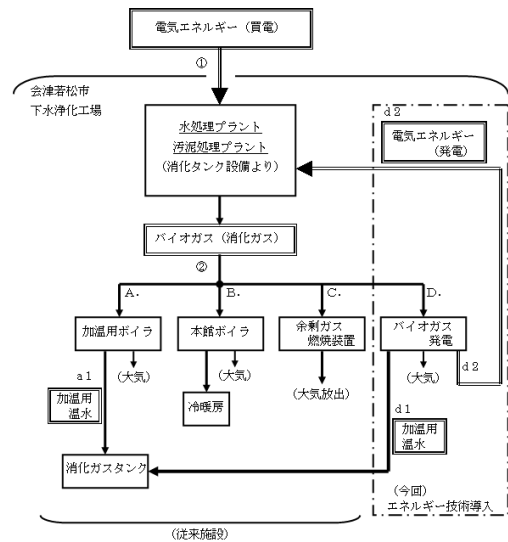 電気エネルギー（買電）
①
会津若松市
下水浄化工場
水処理プラント
汚泥処理プラント
（消化タンク設備より）
ｄ２
電気エネルギー
（発電）
バイオガス（消化ガス）
②
Ａ．
Ｂ．
Ｃ．
Ｄ．
加温用ボイラ
本館ボイラ
余剰ガス
燃焼装置
バイオガス
発電
ａ１
（大気）
（大気）
（大気放出）
（大気）
ｄ２
加温用
温水
冷暖房
ｄ１
加温用
温水
消化ガスタンク
（今回）
エネルギー技術導入
（従来施設）